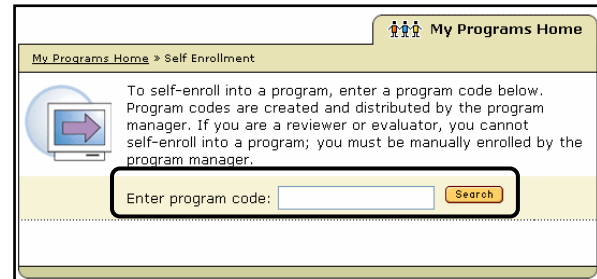 My Programs Home
My Programs Home » Self Enrollment
To self-enroll into a program, enter a program code below.
Program codes are created and distributed by the program
manager. If you are a reviewer or evaluator, you cannot
self-enroll into a program; you must be manually enrolled by the
program manager.
Enter program code: Search